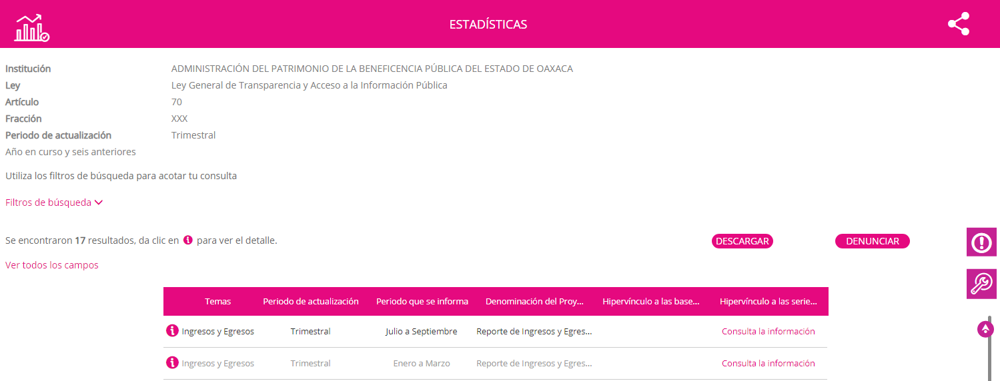 ESTADÍSTICAS
Institución ADMINISTRACIÓN DEL PATRIMONIO DE LA BENEFICENCIA PÚBLICA DEL ESTADO DE OAXACA
Ley Ley General de Transparencia y Acceso a la Información Pública
Artículo 70
Fracción XXX
Periodo de actualización Trimestral
Año en curso y seis anteriores
Utiliza los filtros de búsqueda para acotar tu consulta
Filtros de búsqueda
Se encontraron 17 resultados, da clic en i para ver el detalle. DESCARGAR DENUNCIAR
Ver todos los campos
Temas Periodo de actualización Periodo que se informa Denominación del Proy... Hipervínculo a las base... Hipervínculo a las serie...
i Ingresos y Egresos Trimestral Julio a Septiembre Reporte de Ingresos y Egres... Consulta la información
i Ingresos y Egresos Trimestral Enero a Marzo Reporte de Ingresos y Egres... Consulta la información